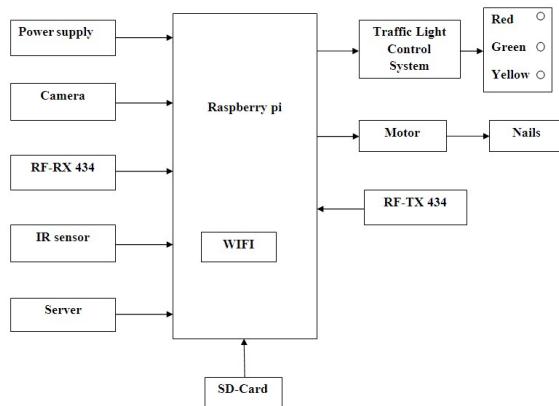 Power supply
Camera
RF-RX 434
IR sensor
Server
Raspberry pi
WIFI
SD-Card
Traffic Light
Control
System
Red
Green
Yellow
Motor
Nails
RF-TX 434